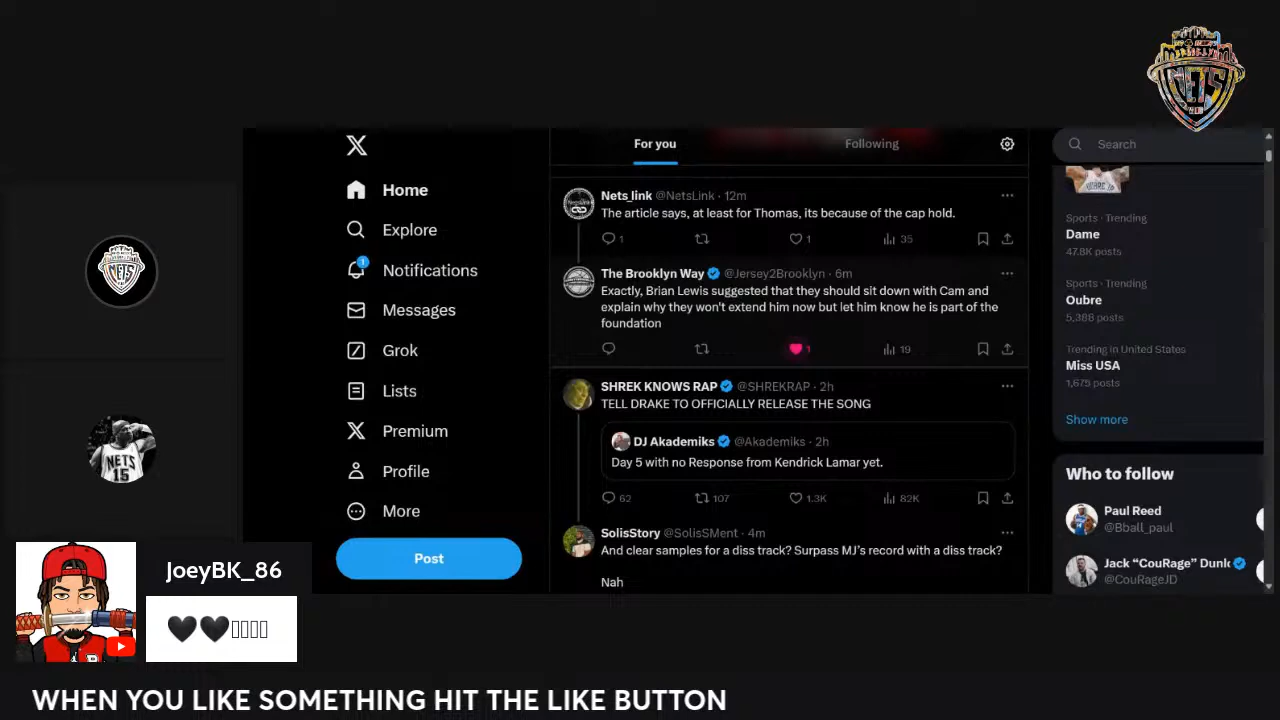 For you
Following
Search
Home
Explore
Notifications
1
Messages
Grok
Lists
Premium
Profile
More
Post
Nets_link @NetsLink · 12m
The article says, at least for Thomas, its because of the cap hold.
1 1 35
The Brooklyn Way @Jersey2Brooklyn · 6m
Exactly, Brian Lewis suggested that they should sit down with Cam and
explain why they won't extend him now but let him know he is part of the
foundation
1 19
SHREK KNOWS RAP @SHREKRAP · 2h
TELL DRAKE TO OFFICIALLY RELEASE THE SONG
DJ Akademiks @Akademiks · 2h
Day 5 with no Response from Kendrick Lamar yet.
62 107 1.3K 82K
SolisStory @SolisSMent · 4m
And clear samples for a diss track? Surpass MJ's record with a diss track?
Nah
Sports · Trending
Dame
47.8K posts
Sports · Trending
Oubre
5,388 posts
Trending in United States
Miss USA
1,675 posts
Show more
Who to follow
Paul Reed
@Bball_paul
Jack “CouRage” Dunl
@CouRageJD
NETS
NETS
15
JoeyBK_86
WHEN YOU LIKE SOMETHING HIT THE LIKE BUTTON